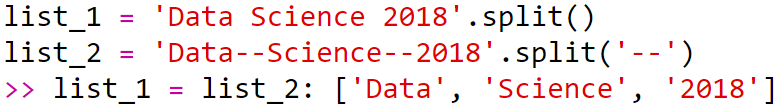 list_1 = 'Data Science 2018'.split()
list_2 = 'Data--Science--2018'.split('--')
>> list_1 = list_2: ['Data', 'Science', '2018']